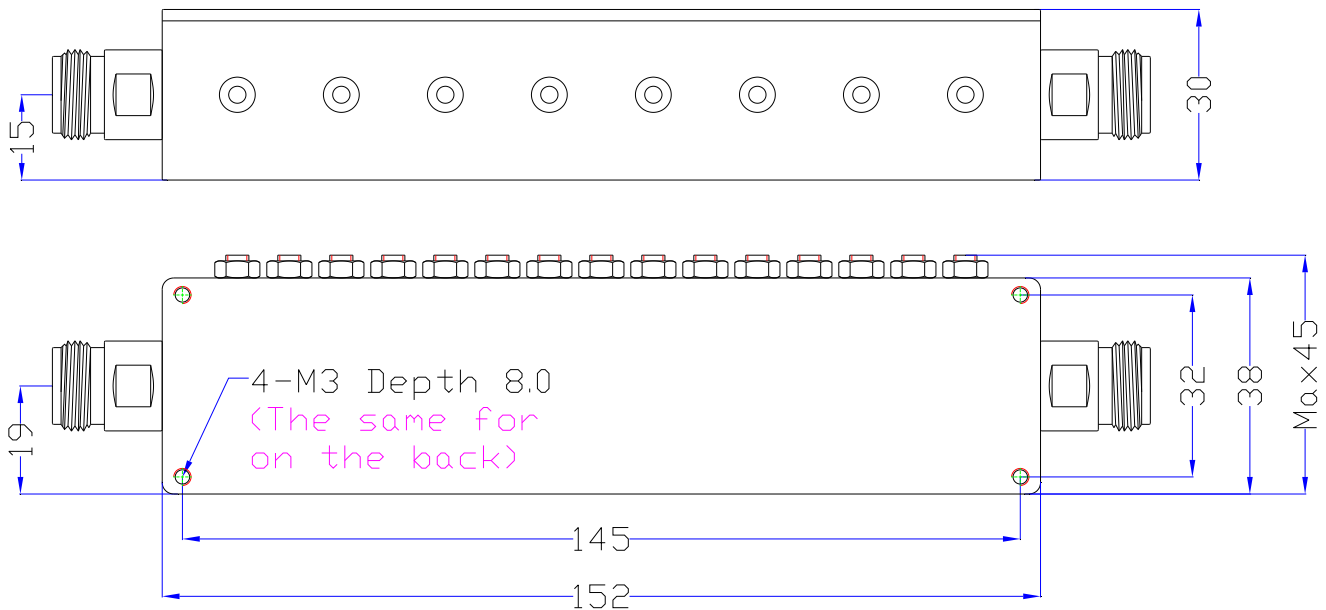 15
30
4-M3 Depth 8.0
(The same for
on the back)
19
32
38
Max45
145
152